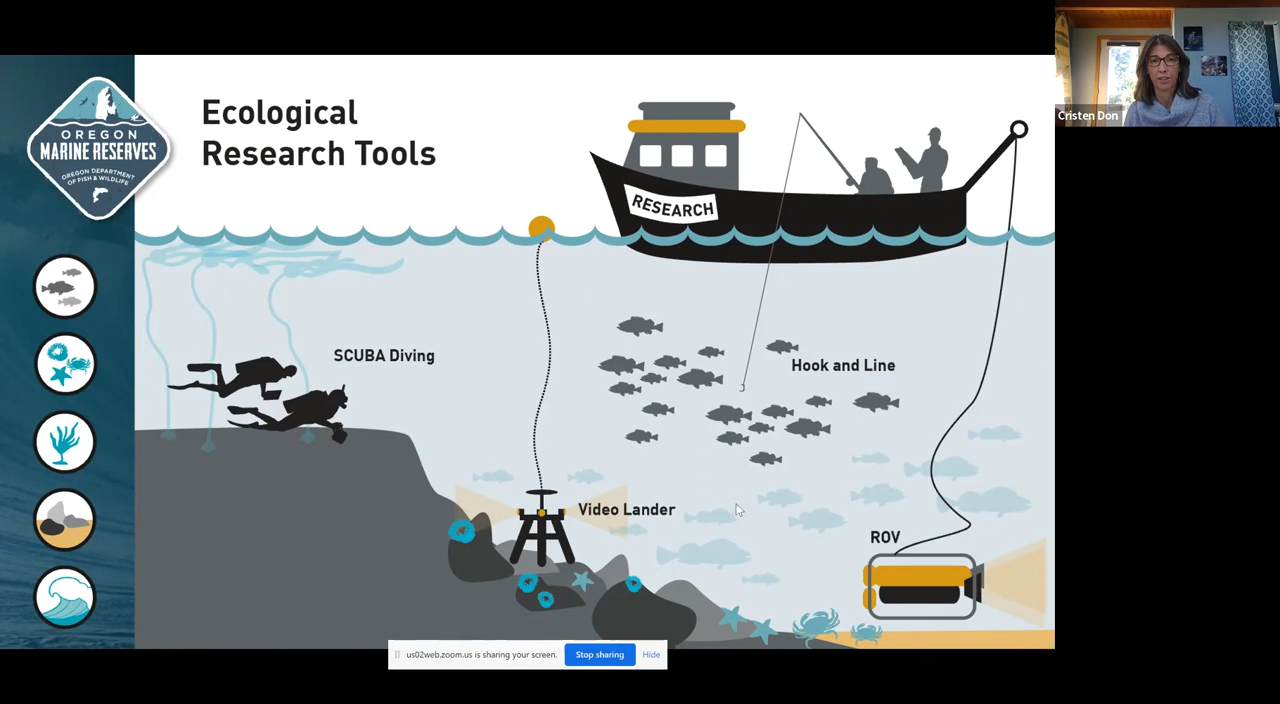 Ecological
Research Tools
OREGON
MARINE RESERVES
OREGON DEPARTMENT
OF FISH & WILDLIFE
RESEARCH
SCUBA Diving
Hook and Line
Video Lander
ROV
us02web.zoom.us is sharing your screen.
Stop sharing
Hide
Cristen Don